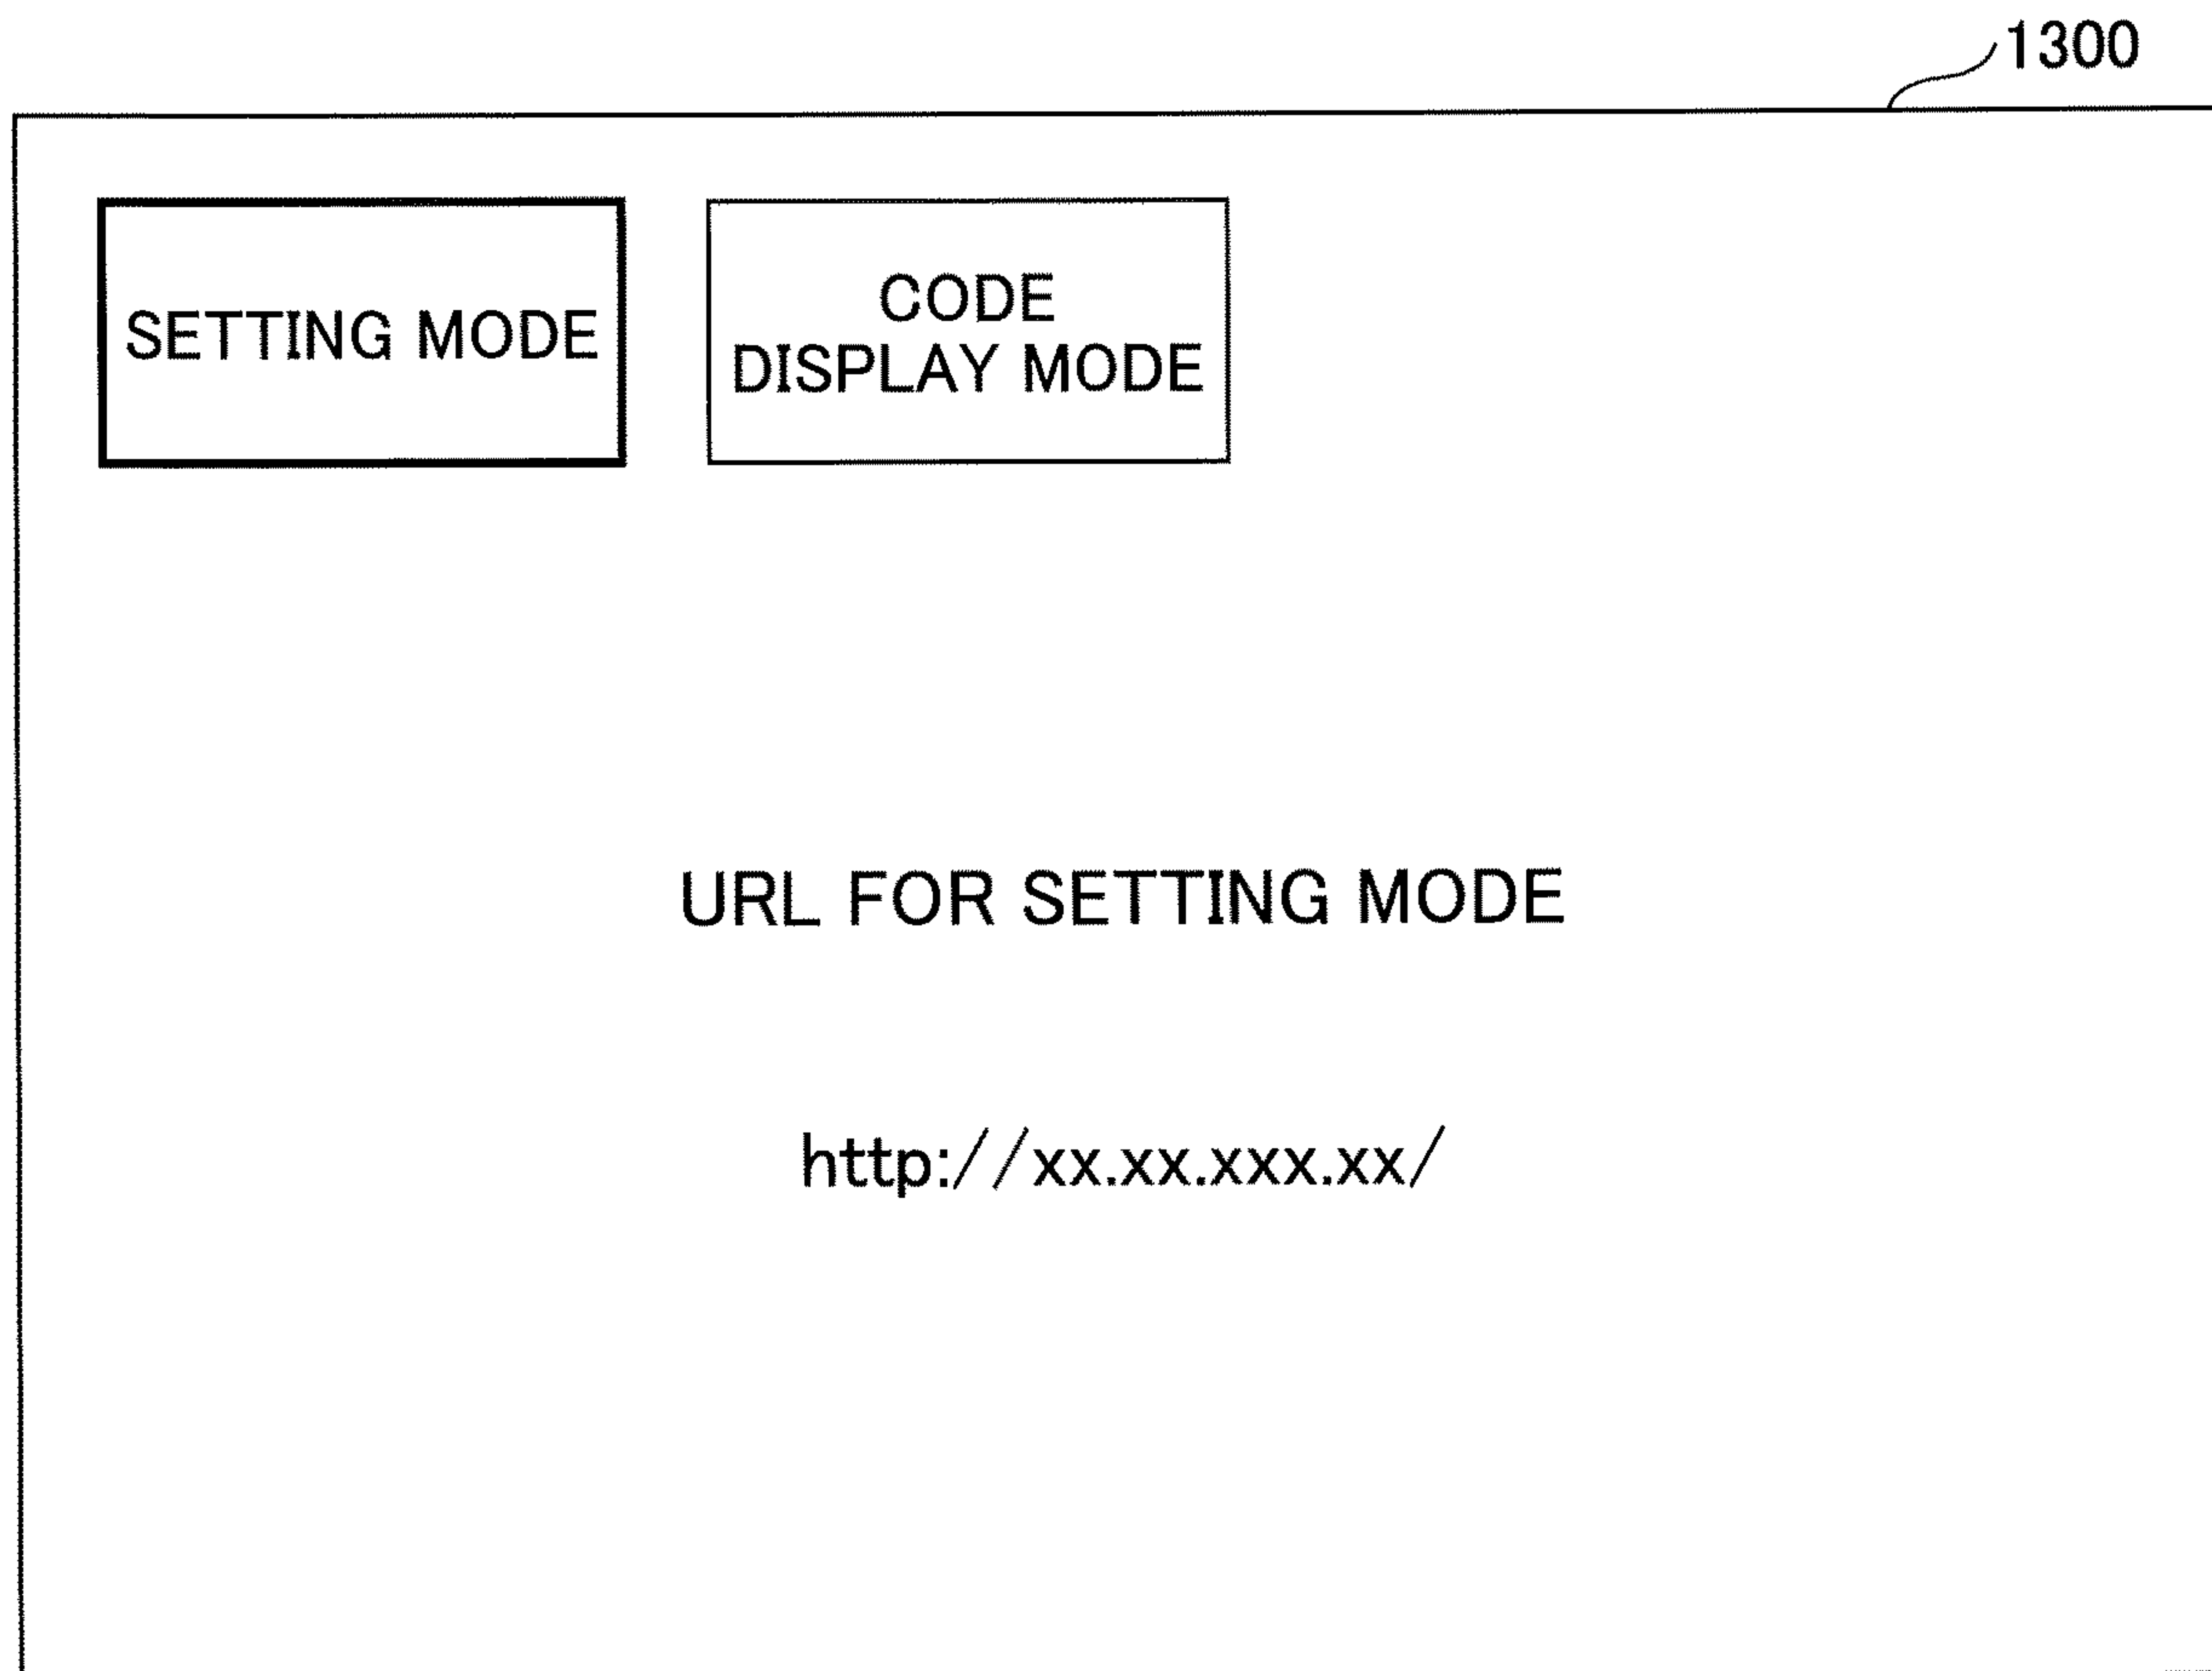 1300
SETTING MODE
CODE
DISPLAY MODE
URL FOR SETTING MODE
http://xx.xx.xxx.xx/